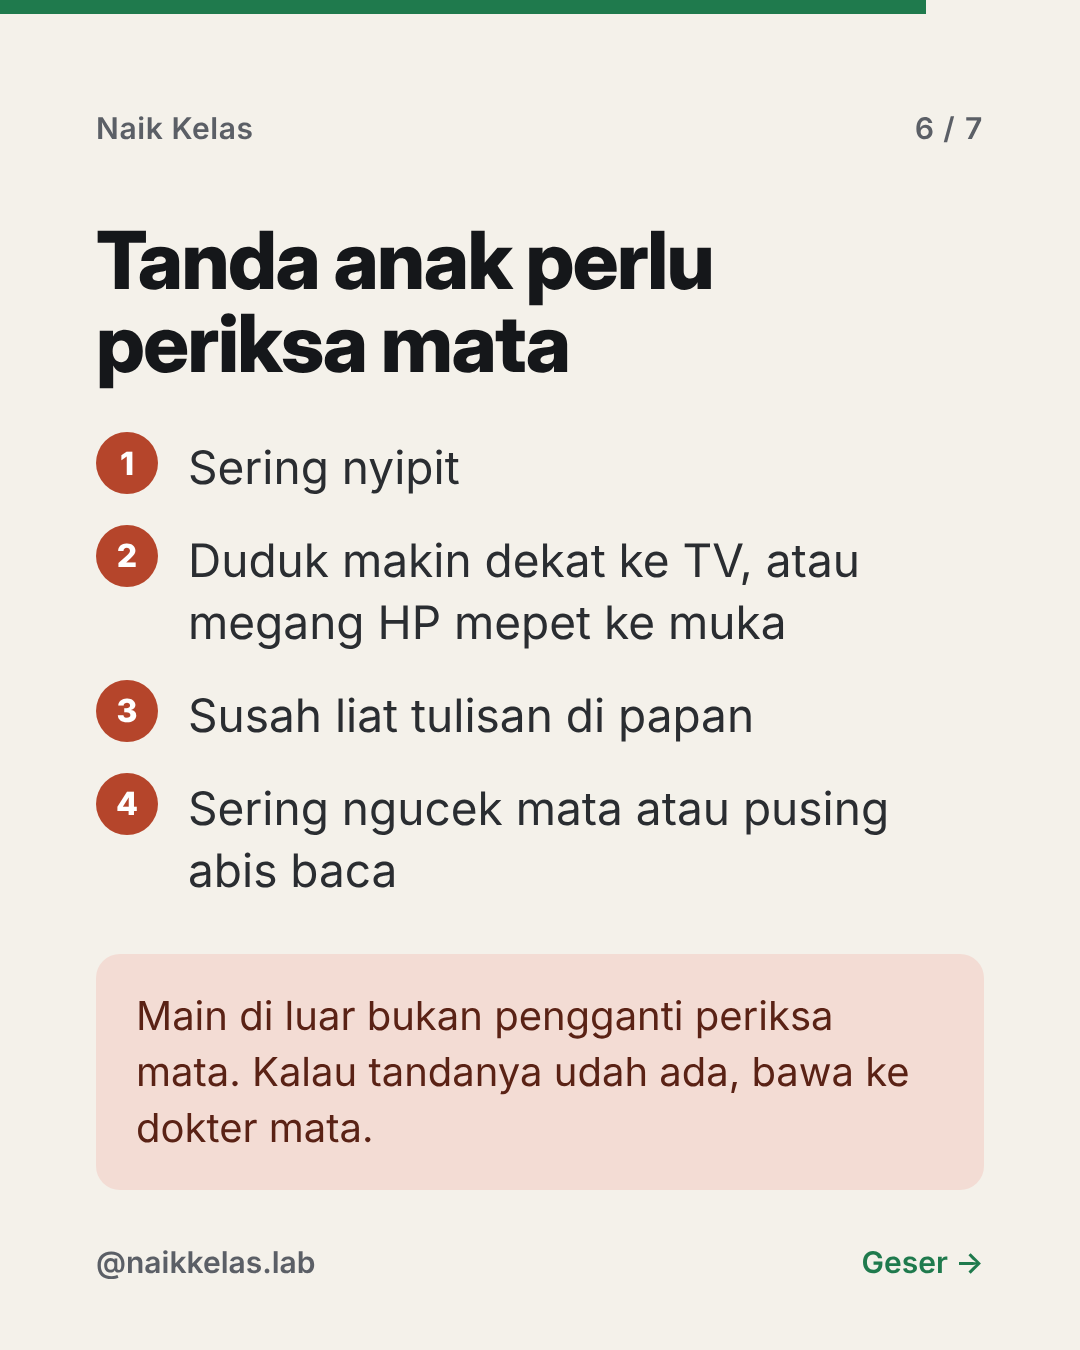 Naik Kelas
6 / 7
Tanda anak perlu
periksa mata
1 Sering nyipit
2 Duduk makin dekat ke TV, atau
megang HP mepet ke muka
3 Susah liat tulisan di papan
4 Sering ngucek mata atau pusing
abis baca
Main di luar bukan pengganti periksa
mata. Kalau tandanya udah ada, bawa ke
dokter mata.
@naikkelas.lab
Geser →